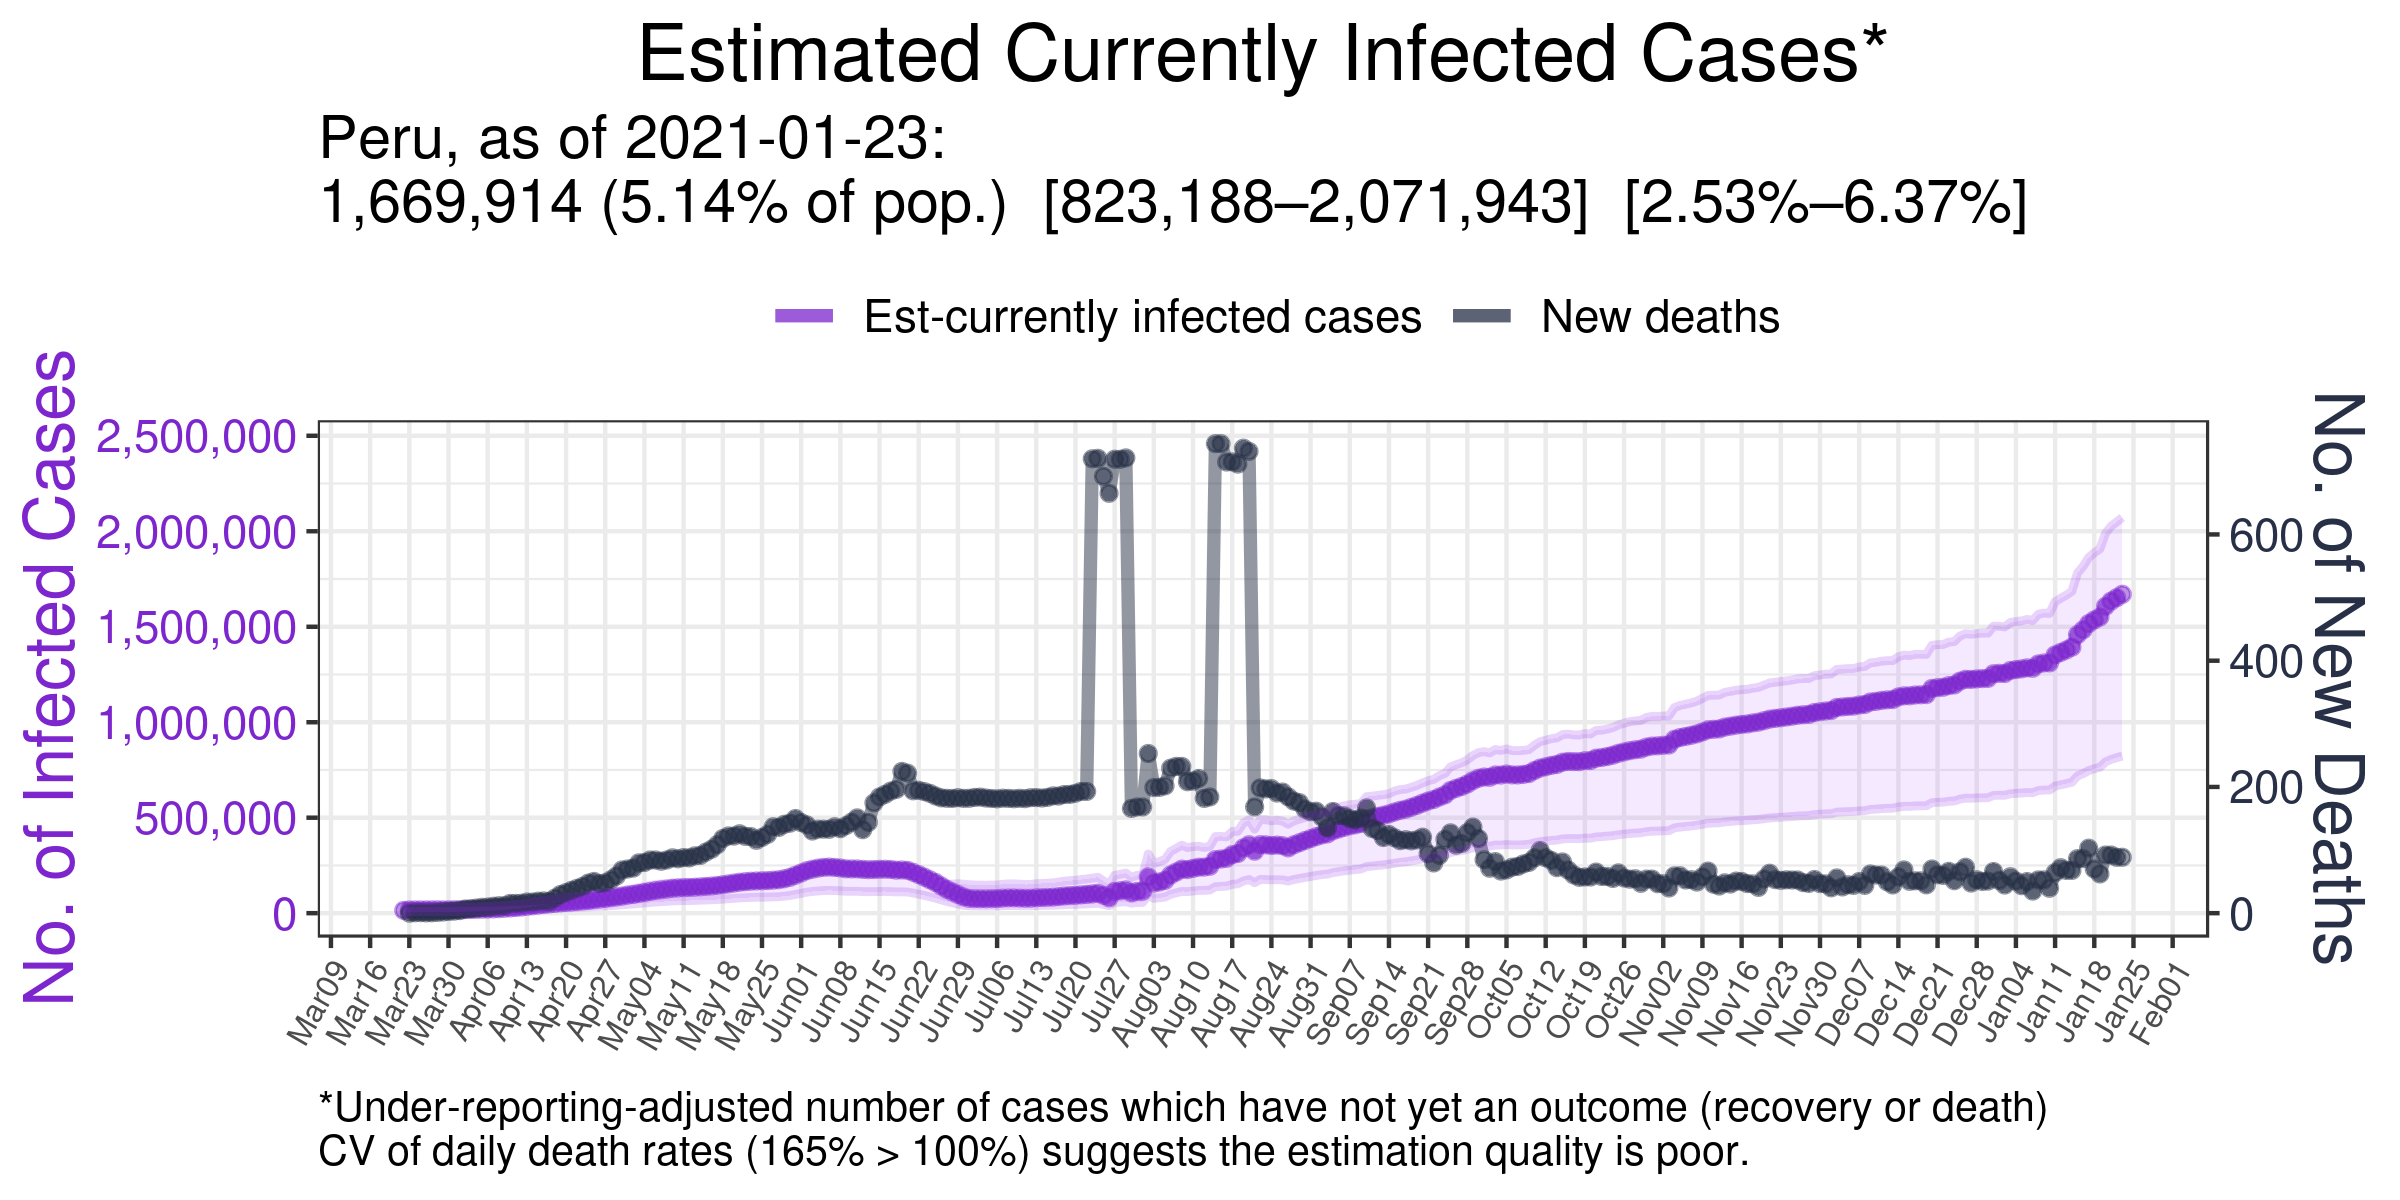 Estimated Currently Infected Cases*
Peru, as of 2021-01-23:
1,669,914 (5.14% of pop.) [823,188–2,071,943] [2.53%–6.37%]
Est-currently infected cases
New deaths
No. of Infected Cases
2,500,000
2,000,000
1,500,000
1,000,000
500,000
0
600
400
200
0
No. of New Deaths
Mar09
Mar16
Mar23
Mar30
Apr06
Apr13
Apr20
Apr27
May04
May11
May18
May25
Jun01
Jun08
Jun15
Jun22
Jun29
Jul06
Jul13
Jul20
Jul27
Aug03
Aug10
Aug17
Aug24
Aug31
Sep07
Sep14
Sep21
Sep28
Oct05
Oct12
Oct19
Oct26
Nov02
Nov09
Nov16
Nov23
Nov30
Dec07
Dec14
Dec21
Dec28
Jan04
Jan11
Jan18
Jan25
Feb01
*Under-reporting-adjusted number of cases which have not yet an outcome (recovery or death)
CV of daily death rates (165% > 100%) suggests the estimation quality is poor.